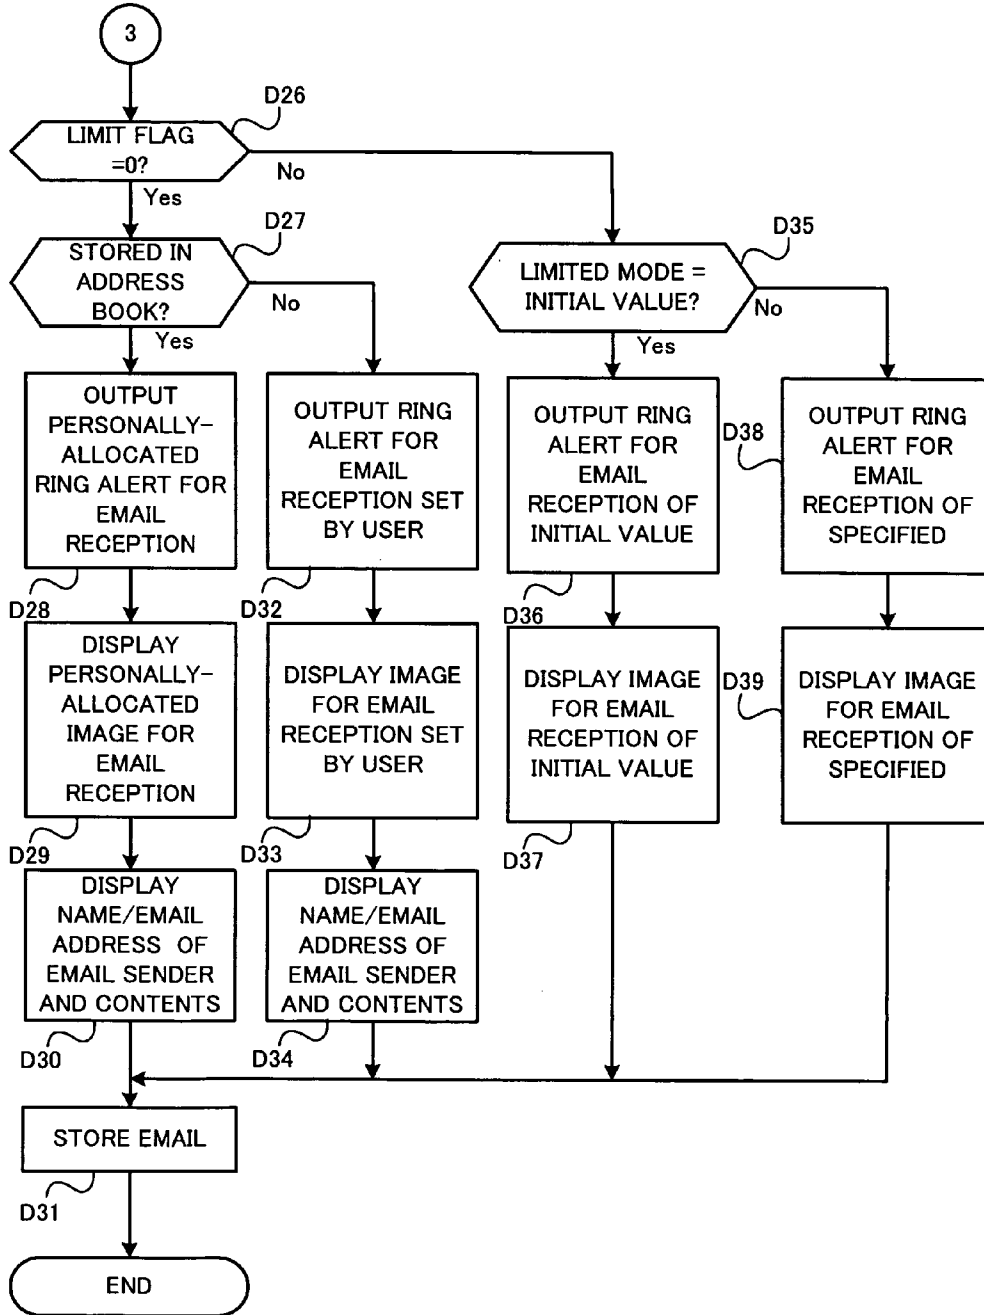 3
D26
LIMIT FLAG
=0?
No
Yes
D27
STORED IN
ADDRESS
BOOK?
No
Yes
D35
LIMITED MODE =
INITIAL VALUE?
No
Yes
OUTPUT
PERSONALLY-
ALLOCATED
RING ALERT FOR
EMAIL
RECEPTION
D28
OUTPUT RING
ALERT FOR
EMAIL
RECEPTION SET
BY USER
D32
OUTPUT RING
ALERT FOR
EMAIL
RECEPTION OF
INITIAL VALUE
D36
D38
OUTPUT RING
ALERT FOR
EMAIL
RECEPTION OF
SPECIFIED
DISPLAY
PERSONALLY-
ALLOCATED
IMAGE FOR
EMAIL
RECEPTION
D29
DISPLAY IMAGE
FOR EMAIL
RECEPTION SET
BY USER
D33
DISPLAY IMAGE
FOR EMAIL
RECEPTION OF
INITIAL VALUE
D37
D39
DISPLAY IMAGE
FOR EMAIL
RECEPTION OF
SPECIFIED
DISPLAY
NAME/EMAIL
ADDRESS OF
EMAIL SENDER
AND CONTENTS
D30
DISPLAY
NAME/EMAIL
ADDRESS OF
EMAIL SENDER
AND CONTENTS
D34
STORE EMAIL
D31
END